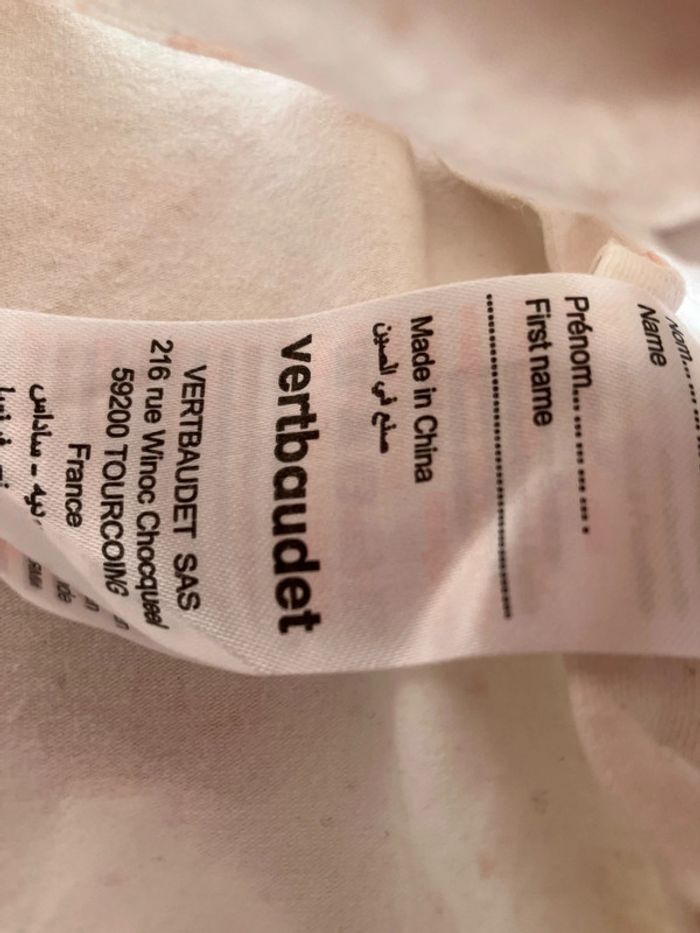 Nom... ... ...
Name
Prénom... ... ... ... .
First name
Made in China
صنع في الصين
vertbaudet
VERTBAUDET SAS
216 rue Winoc Chocqueel
59200 TOURCOING
France